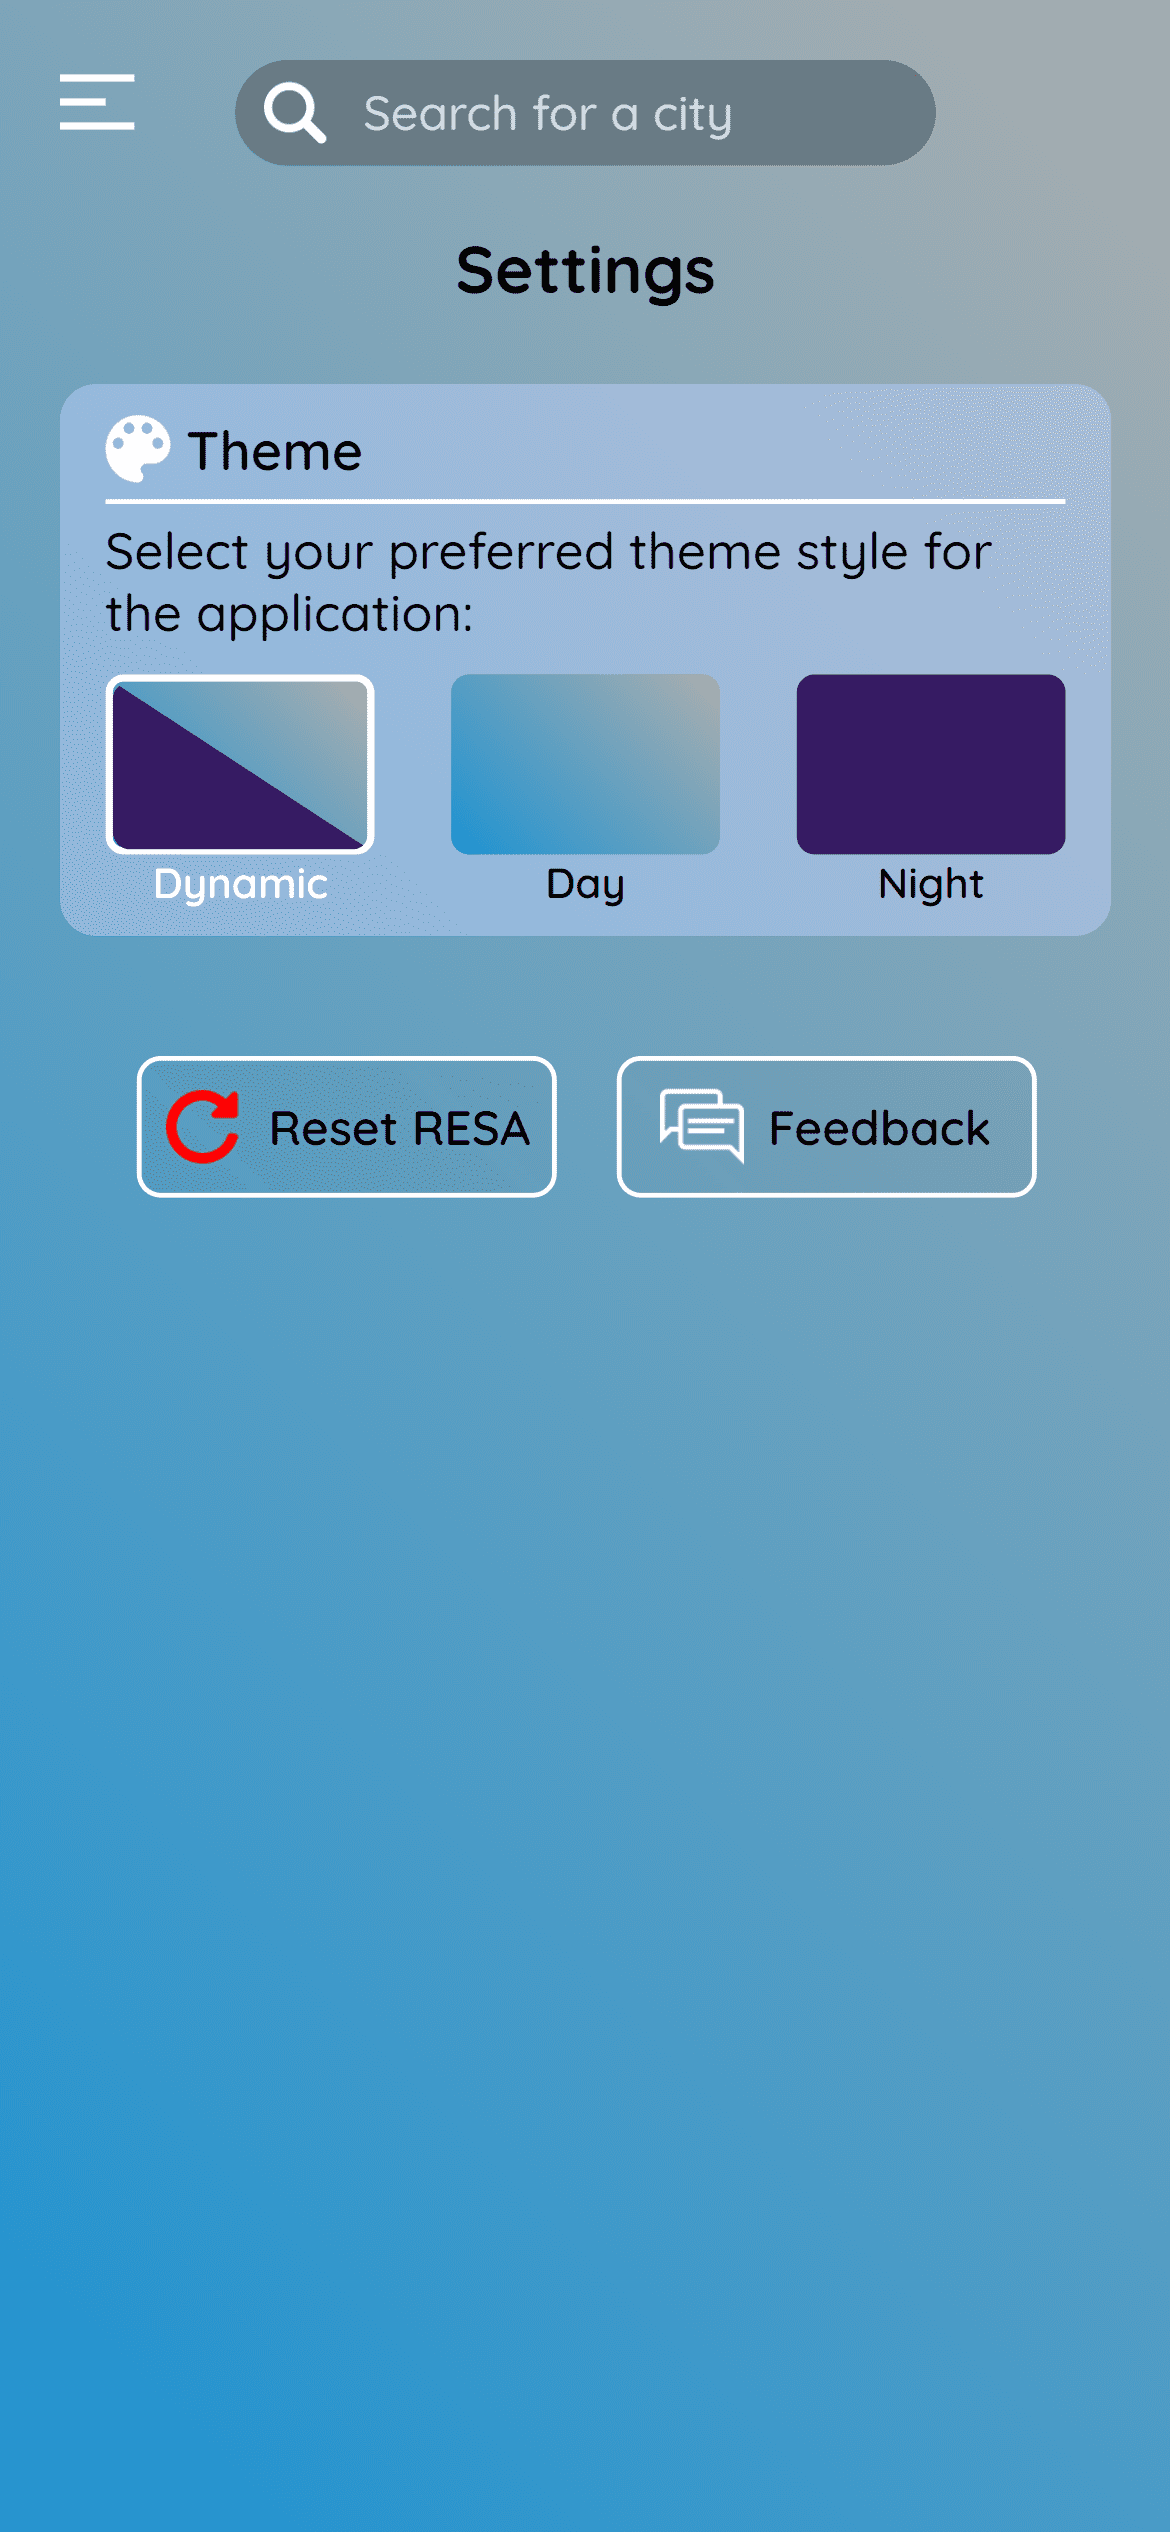 Search for a city
Settings
Theme
Select your preferred theme style for
the application:
Dynamic
Day
Night
Reset RESA
Feedback